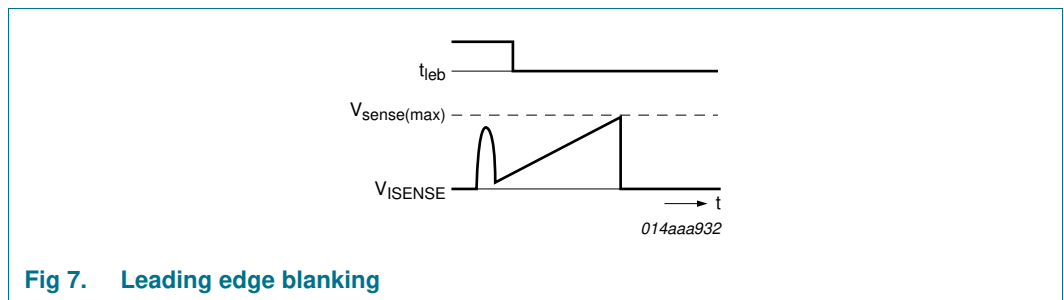 tleb
Vsense(max)
VISENSE
t
014aaa932
Fig 7. Leading edge blanking